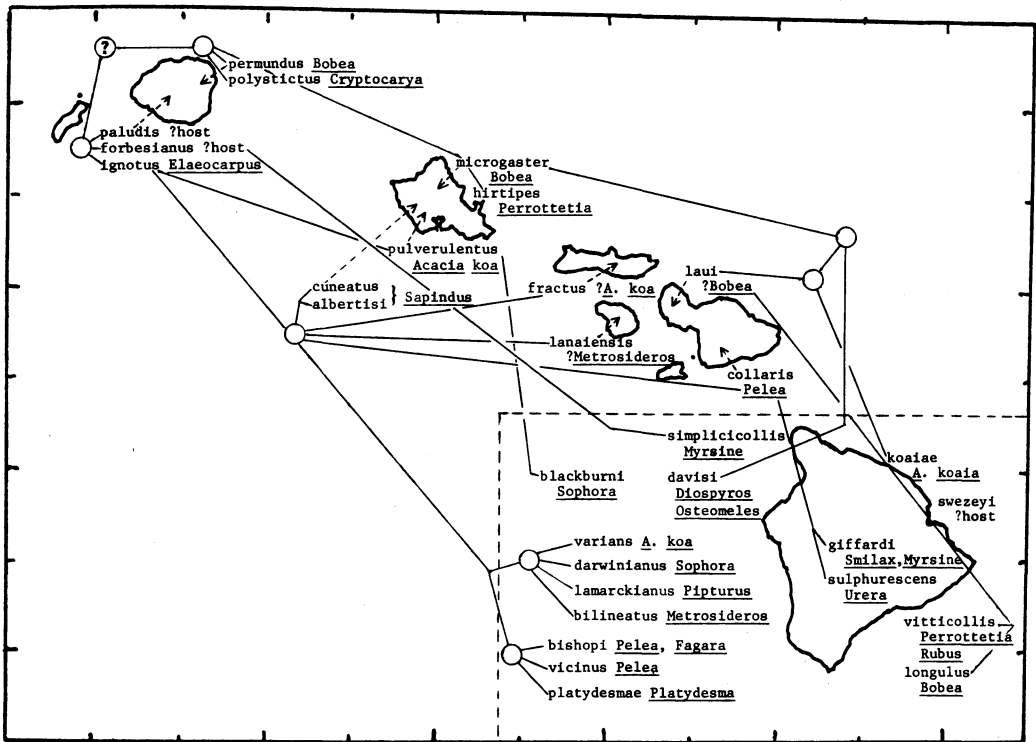 ?
permundus Bobea
polystictus Cryptocarya
paludis ?host
forbesianus ?host
ignotus Elaeocarpus
microgaster
Bobea
hirtipes
Perrottetia
pulverulentus
Acacia koa
cuneatus
albertisi } Sapindus
fractus ?A. koa
laui
?Bobea
lanaiensis
?Metrosideros
collaris
Pelea
simplicicollis
Myrsine
blackburni
Sophora
davisi
Diospyros
Osteomeles
koaiae
A. koaia
swezeyi
?host
varians A. koa
darwinianus Sophora
lamarckianus Pipturus
bilineatus Metrosideros
giffardi
Smilax, Myrsine
sulphurescens
Urera
bishopi Pelea, Fagara
vicinus Pelea
platydesmae Platydesma
vitticollis
Perrottetia
Rubus
longulus
Bobea